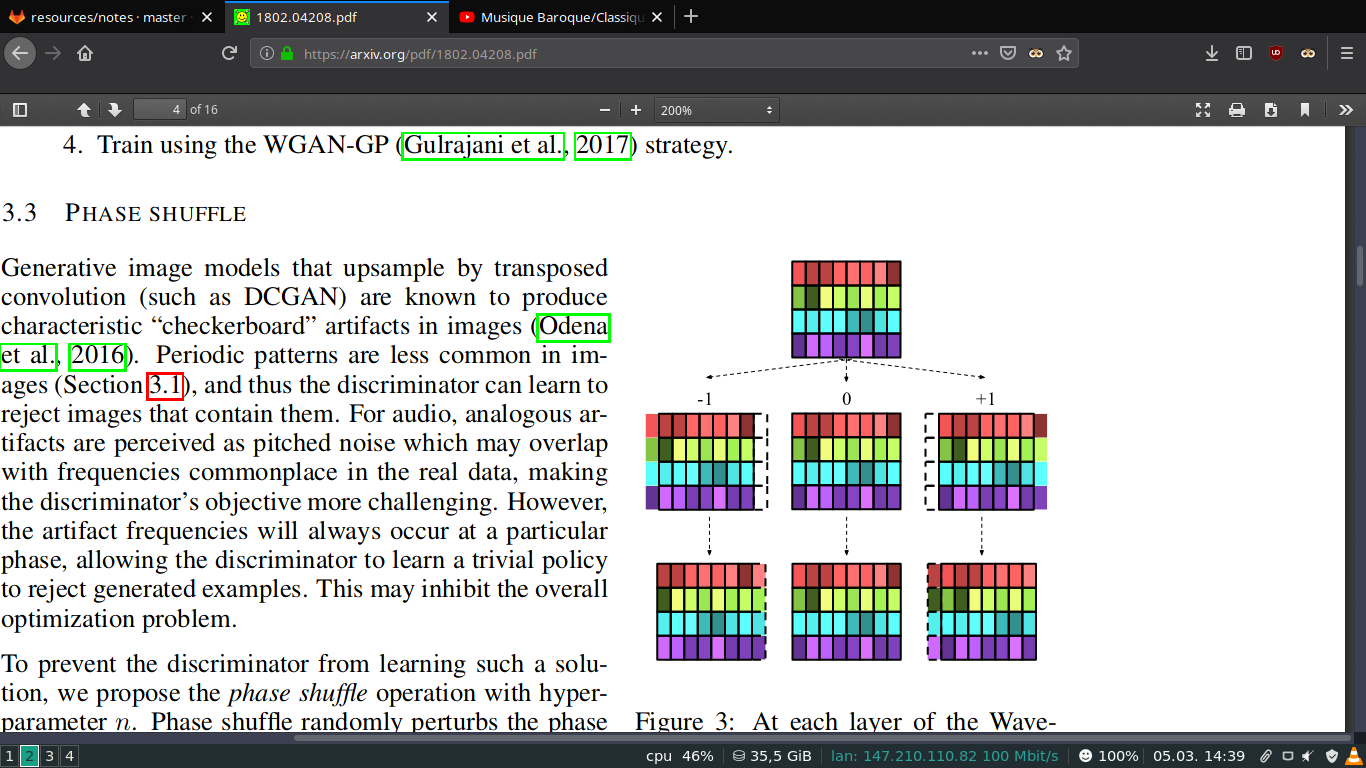 resources/notes · master
1802.04208.pdf
Musique Baroque/Classiqu
https://arxiv.org/pdf/1802.04208.pdf
4 of 16
200%
4. Train using the WGAN-GP (Gulrajani et al., 2017) strategy.
3.3 PHASE SHUFFLE
Generative image models that upsample by transposed
convolution (such as DCGAN) are known to produce
characteristic “checkerboard” artifacts in images (Odena
et al., 2016). Periodic patterns are less common in im-
ages (Section 3.1), and thus the discriminator can learn to
reject images that contain them. For audio, analogous ar-
tifacts are perceived as pitched noise which may overlap
with frequencies commonplace in the real data, making
the discriminator’s objective more challenging. However,
the artifact frequencies will always occur at a particular
phase, allowing the discriminator to learn a trivial policy
to reject generated examples. This may inhibit the overall
optimization problem.
To prevent the discriminator from learning such a solu-
tion, we propose the phase shuffle operation with hyper-
parameter n. Phase shuffle randomly perturbs the phase
-1 0 +1
Figure 3: At each layer of the Wave-
1 2 3 4
cpu 46% 35,5 GiB lan: 147.210.110.82 100 Mbit/s 100% 05.03. 14:39